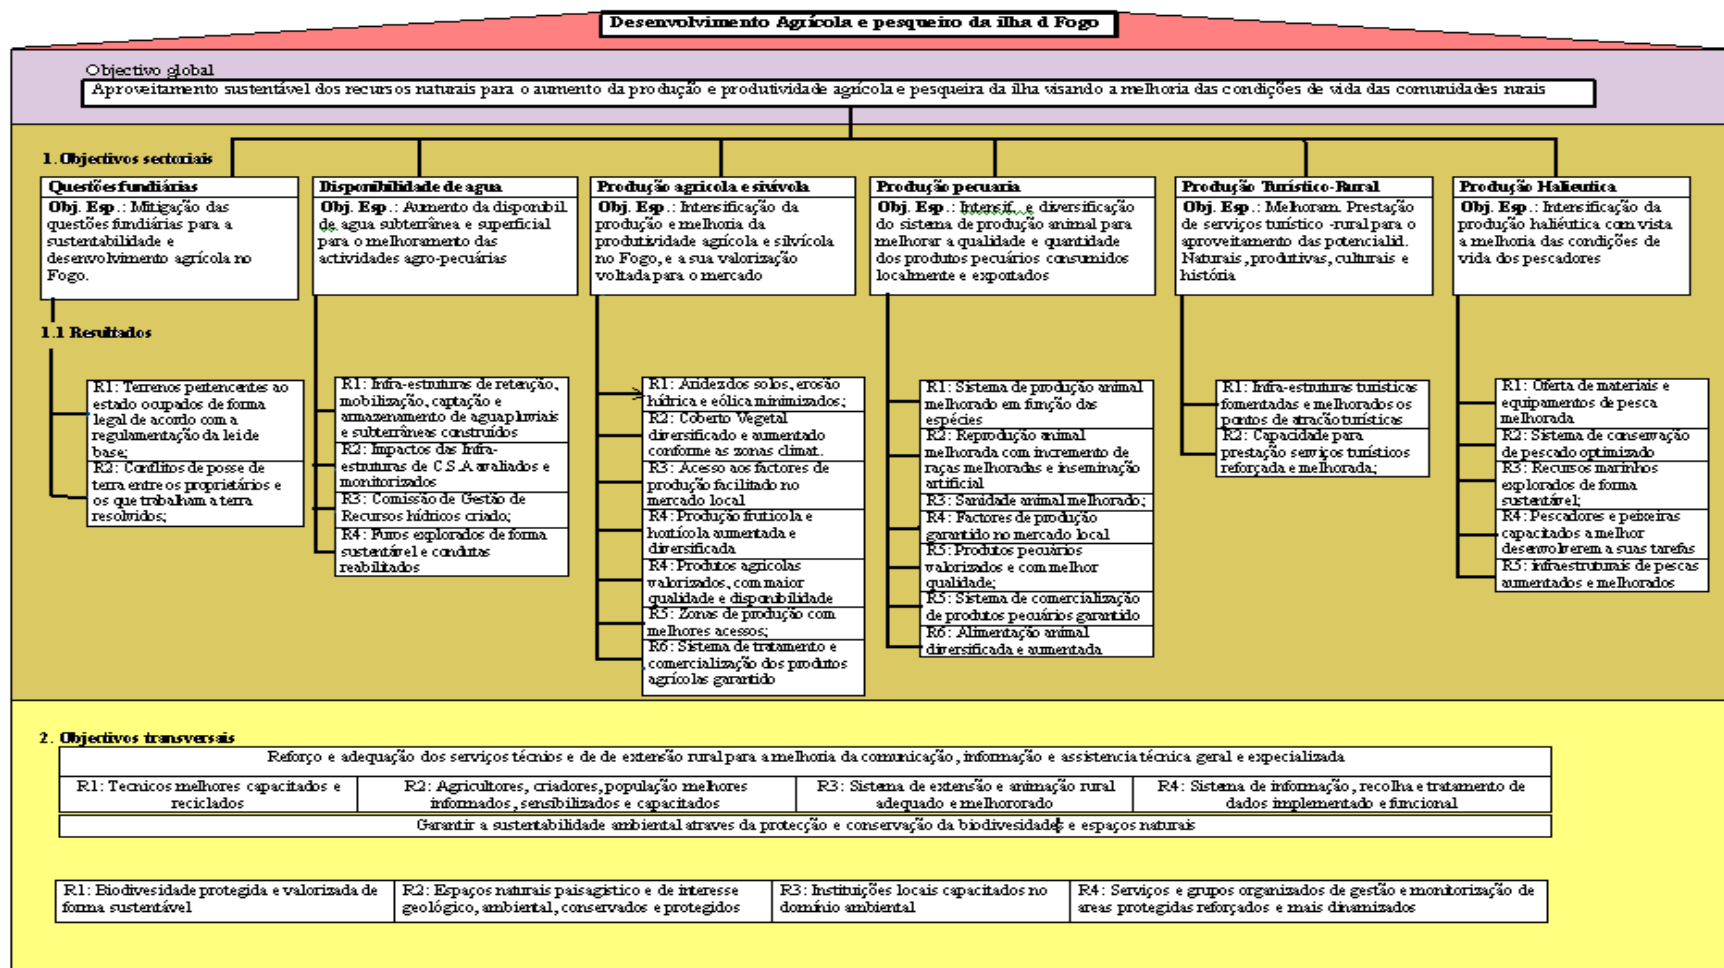 Desenvolvimento Agrícola e pesqueiro da ilha d Fogo
Objectivo global
Aproveitamento sustentável dos recursos naturais para o aumento da produção e produtividade agrícola e pesqueira da ilha visando a melhoria das condições de vida das comunidades rurais
1. Objectivos sectoriais
Questões fundiárias
Obj. Esp.: Mitigação das
questões fundiárias para a
sustentabilidade e
desenvolvimento agrícola no
Fogo.
Disponibilidade de agua
Obj. Esp.: Aumento da disponibil.
de agua subterrânea e superficial
para o melhoramento das
actividades agro-pecuárias
Produção agricola e sivívola
Obj. Esp.: Intensificação da
produção e melhoria da
produtividade agrícola e silvícola
no Fogo, e a sua valorização
voltada para o mercado
Produção pecuaria
Obj. Esp.: Intensif. e diversificação
do sistema de produção animal para
melhorar a qualidade e quantidade
dos produtos pecuários consumidos
localmente e exportados
Produção Turístico-Rural
Obj. Esp.: Melhoram. Prestação
de serviços turístico -rural para o
aproveitamento das potencialid.
Naturais, produtivas, culturais e
história
Produção Halieutica
Obj. Esp.: Intensificação da
produção haliéutica com vista
a melhoria das condições de
vida dos pescadores
1.1 Resultados
R1: Terrenos pertencentes ao
estado ocupados de forma
legal de acordo com a
regulamentação da lei de
base;
R2: Conflitos de posse de
terra entre os proprietários e
os que trabalham a terra
resolvidos;
R1: Infra-estruturas de retenção,
mobilização, captação e
armazenamento de agua pluviais
e subterrâneas construídos
R2: Impactos das Infra-
estruturas de C.S.A avaliados e
monitorizados
R3: Comissão de Gestão de
Recursos hídricos criado;
R4: Furos explorados de forma
sustentável e condutas
reabilitados
R1: Aridez dos solos, erosão
hídrica e eólica minimizados;
R2: Coberto Vegetal
diversificado e aumentado
conforme as zonas climat..
R3: Acesso aos factores de
produção facilitado no
mercado local
R4: Produção fruticola e
hortícola aumentada e
diversificada
R4: Produtos agricolas
valorizados, com maior
qualidade e disponibilidade
R5: Zonas de produção com
melhores acessos;
R6: Sistema de tratamento e
comercialização dos produtos
agrícolas garantido
R1: Sistema de produção animal
melhorado em função das
espécies
R2: Reprodução animal
melhorada com incremento de
raças melhoradas e inseminação
artificial
R3: Sanidade animal melhorado;
R4: Factores de produção
garantido no mercado local
R5: Produtos pecuários
valorizados e com melhor
qualidade;
R5: Sistema de comercialização
de produtos pecuários garantido
R6: Alimentação animal
diversificada e aumentada
R1: Infra-estruturas turisticas
fomentadas e melhorados os
pontos de atracão turísticas
R2: Capacidade para
prestação serviços turísticos
reforçada e melhorada;
R1: Oferta de materiais e
equipamentos de pesca
melhorada
R2: Sistema de conservação
de pescado optimizado
R3: Recursos marinhos
explorados de forma
sustentável;
R4: Pescadores e peixeiras
capacitados a melhor
desenvolverem a suas tarefas
R5: infraestruturais de pescas
aumentados e melhorados
2. Objectivos transversais
Reforço e adequação dos serviços técnios e de de extensão rural para a melhoria da comunicação, informação e assistencia técnica geral e expecializada
R1: Tecnicos melhores capacitados e
reciclados
R2: Agricultores, criadores, população melhores
informados, sensibilizados e capacitados
R3: Sistema de extensão e animação rural
adequado e melhororado
R4: Sistema de informação, recolha e tratamento de
dados implementado e funcional
Garantir a sustentabilidade ambiental atraves da protecção e conservação da biodivesidades e espaços naturais
R1: Biodivesidade protegida e valorizada de
forma sustentável
R2: Espaços naturais paisagistico e de interesse
geológico, ambiental, conservados e protegidos
R3: Instituições locais capacitados no
domínio ambiental
R4: Serviços e grupos organizados de gestão e monitorização de
areas protegidas reforçados e mais dinamizados